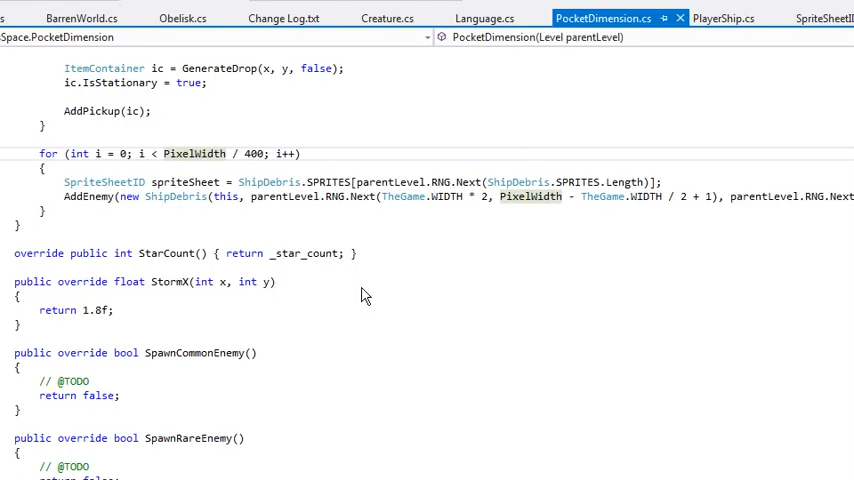 s BarrenWorld.cs Obelisk.cs Change Log.txt Creature.cs Language.cs PocketDimension.cs PlayerShip.cs SpriteSheetI
sSpace.PocketDimension PocketDimension(Level parentLevel)
ItemContainer ic = GenerateDrop(x, y, false);
ic.IsStationary = true;
AddPickup(ic);
}
for (int i = 0; i < PixelWidth / 400; i++)
{
SpriteSheetID spriteSheet = ShipDebris.SPRITES[parentLevel.RNG.Next(ShipDebris.SPRITES.Length)];
AddEnemy(new ShipDebris(this, parentLevel.RNG.Next(TheGame.WIDTH * 2, PixelWidth - TheGame.WIDTH / 2 + 1), parentLevel.RNG.Next
}
}
override public int StarCount() { return _star_count; }
public override float StormX(int x, int y)
{
return 1.8f;
}
public override bool SpawnCommonEnemy()
{
// @TODO
return false;
}
public override bool SpawnRareEnemy()
{
// @TODO
return false;